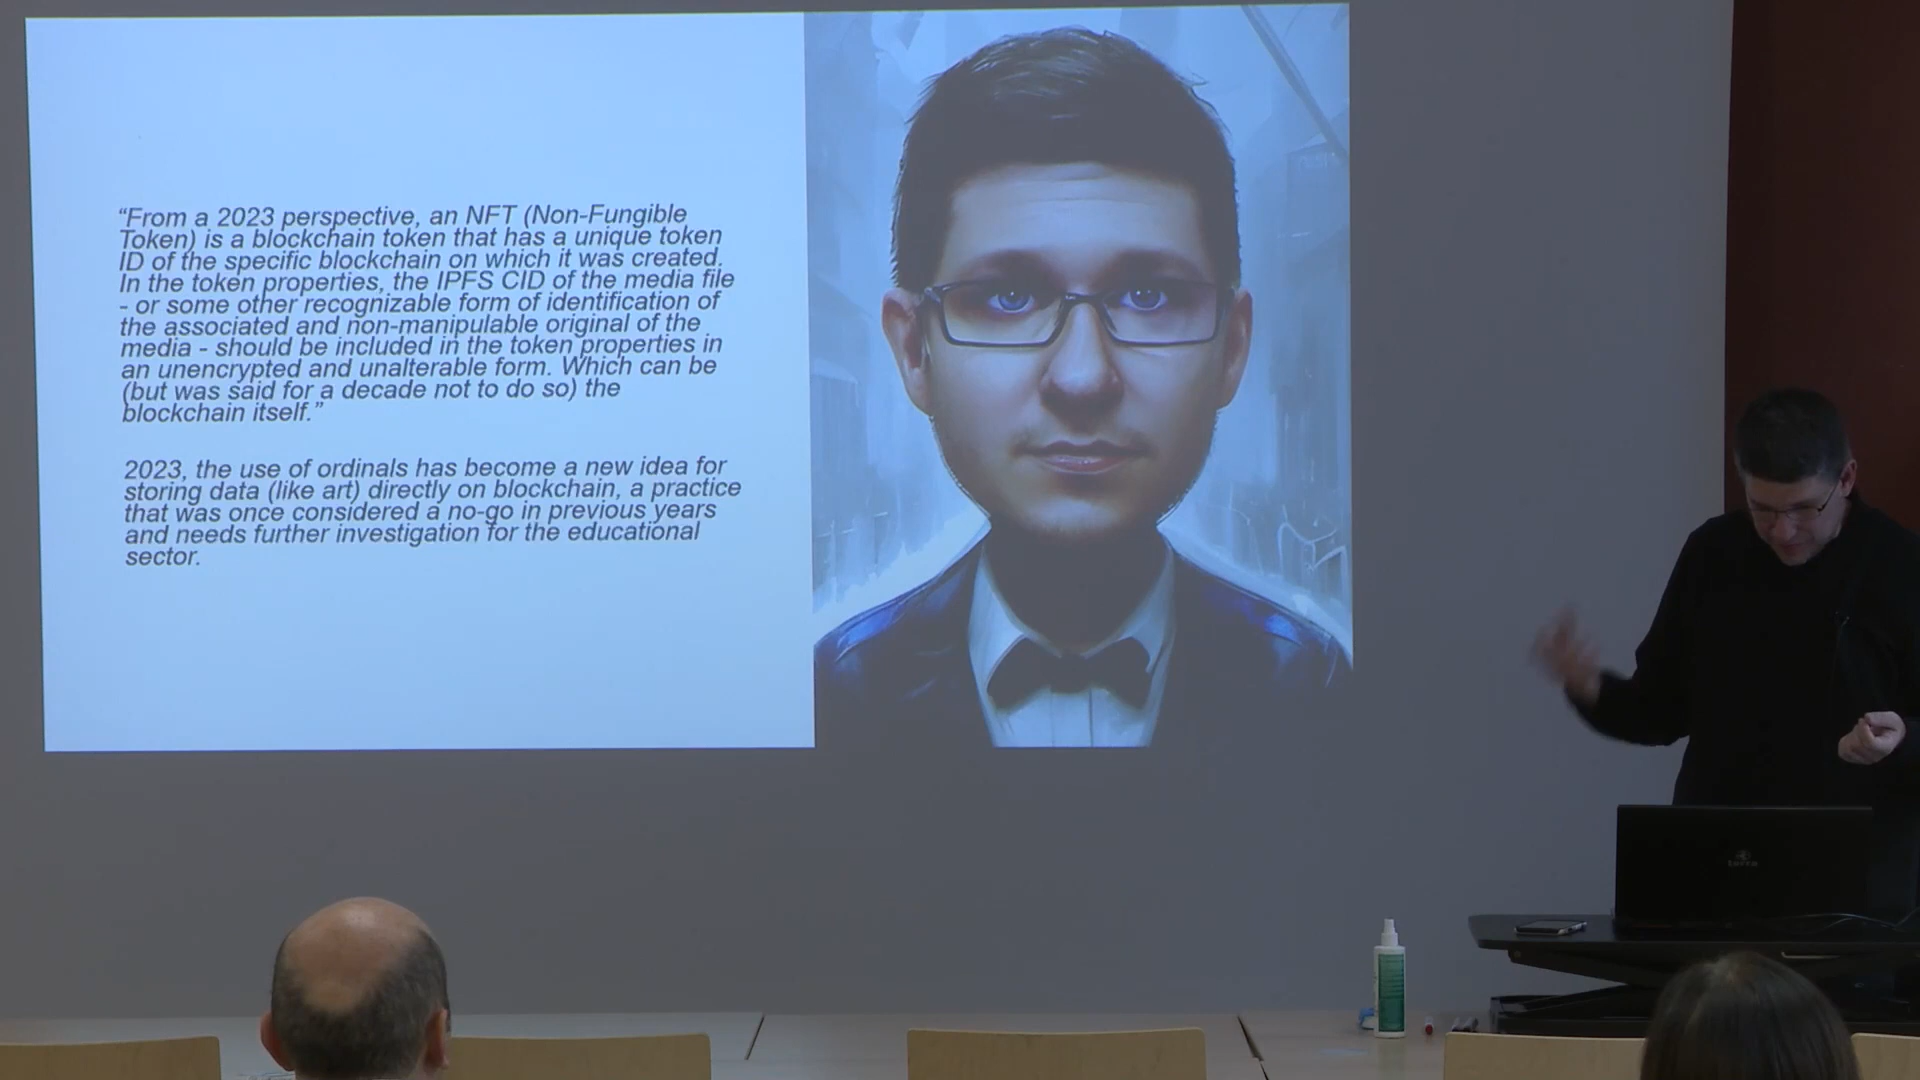 “From a 2023 perspective, an NFT (Non-Fungible
Token) is a blockchain token that has a unique token
ID of the specific blockchain on which it was created.
In the token properties, the IPFS CID of the media file
- or some other recognizable form of identification of
the associated and non-manipulable original of the
media - should be included in the token properties in
an unencrypted and unalterable form. Which can be
(but was said for a decade not to do so) the
blockchain itself.”
2023, the use of ordinals has become a new idea for
storing data (like art) directly on blockchain, a practice
that was once considered a no-go in previous years
and needs further investigation for the educational
sector.
terra